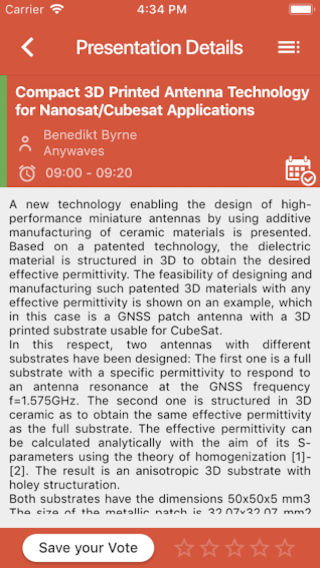 Carrier 4:34 PM
Presentation Details
Compact 3D Printed Antenna Technology
for Nanosat/Cubesat Applications
Benedikt Byrne
Anywaves
09:00 - 09:20
A new technology enabling the design of high-
performance miniature antennas by using additive
manufacturing of ceramic materials is presented.
Based on a patented technology, the dielectric
material is structured in 3D to obtain the desired
effective permittivity. The feasibility of designing and
manufacturing such patented 3D materials with any
effective permittivity is shown on an example, which
in this case is a GNSS patch antenna with a 3D
printed substrate usable for CubeSat.
In this respect, two antennas with different
substrates have been designed: The first one is a full
substrate with a specific permittivity to respond to
an antenna resonance at the GNSS frequency
f=1.575GHz. The second one is structured in 3D
ceramic as to obtain the same effective permittivity
as the full substrate. The effective permittivity can
be calculated analytically with the aim of its S-
parameters using the theory of homogenization [1]-
[2]. The result is an anisotropic 3D substrate with
holey structuration.
Both substrates have the dimensions 50x50x5 mm3
The size of the metallic patch is 32.07x32.07 mm2
Save your Vote